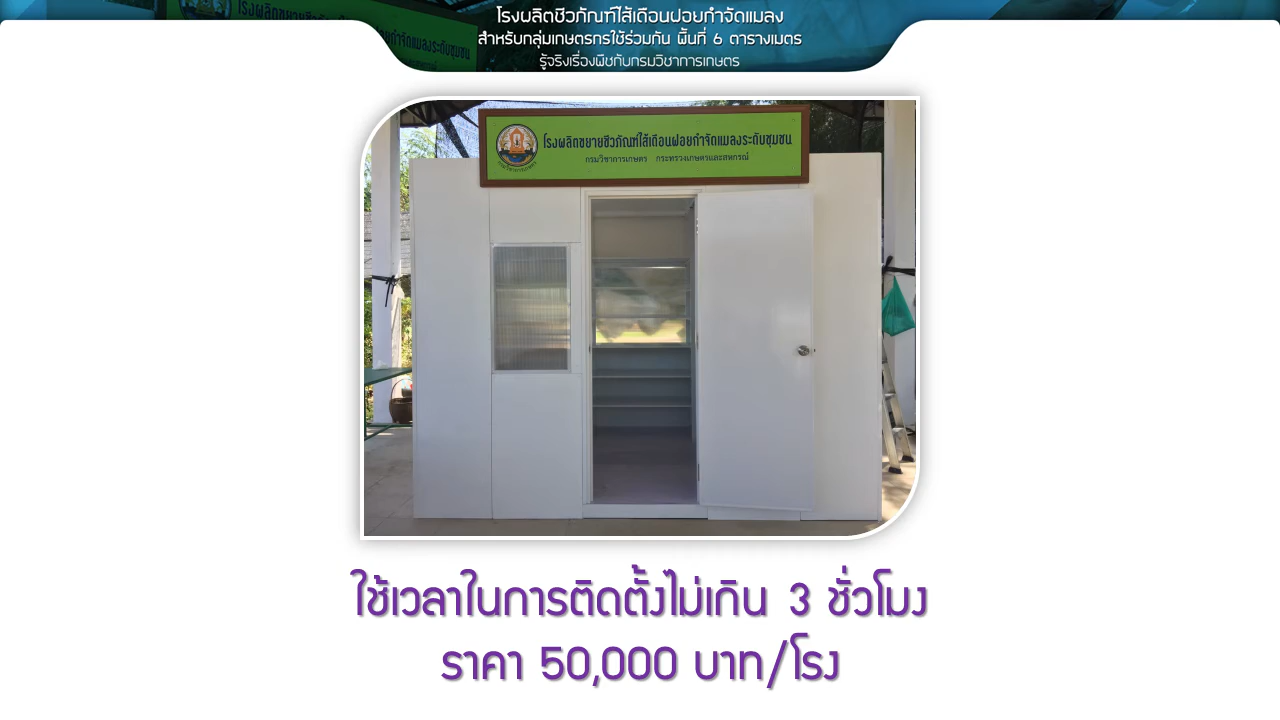 โรงผลิตชีวภัณฑ์ไส้เดือนฝอยกำจัดแมลง
สำหรับกลุ่มเกษตรกรใช้ร่วมกัน พื้นที่ 6 ตารางเมตร
รู้จริงเรื่องพืชกับกรมวิชาการเกษตร
โรงผลิตขยายชีวภัณฑ์ไส้เดือนฝอยกำจัดแมลงระดับชุมชน
กรมวิชาการเกษตร กระทรวงเกษตรและสหกรณ์
ใช้เวลาในการติดตั้งไม่เกิน 3 ชั่วโมง
ราคา 50,000 บาท/โรง